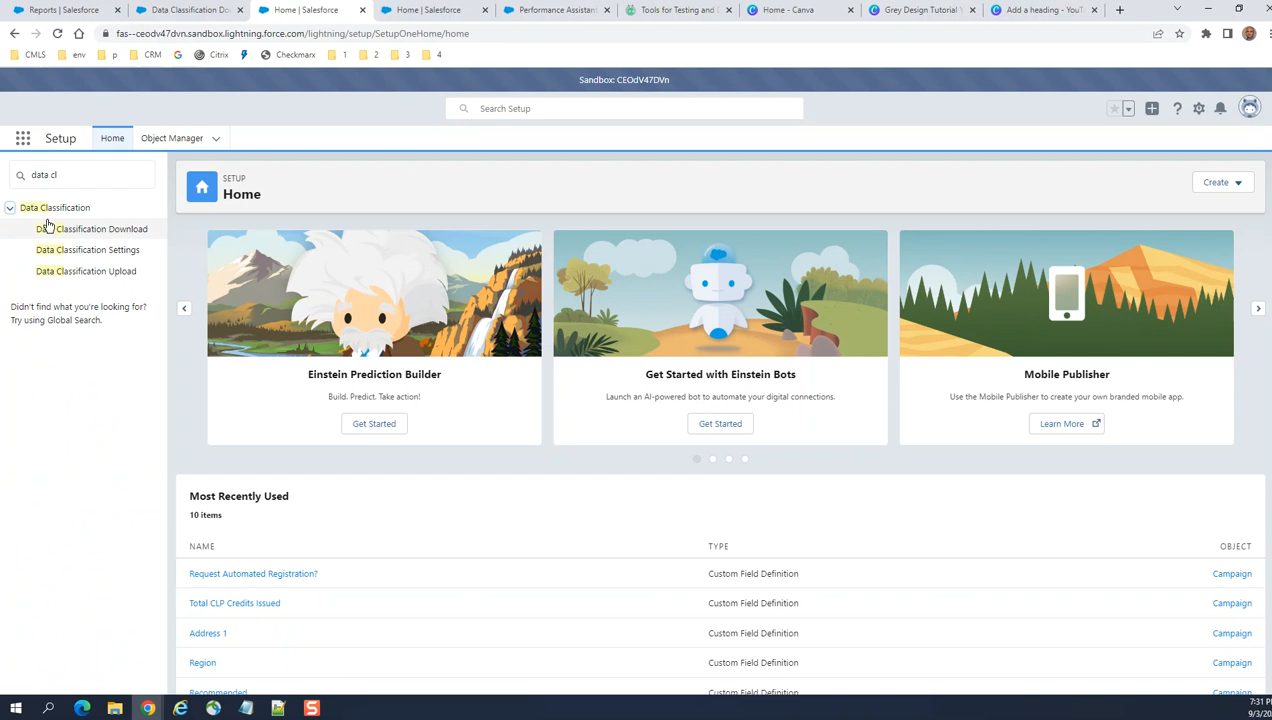 Reports | Salesforce
Data Classification Do
Home | Salesforce
Home | Salesforce
Performance Assistan
Tools for Testing and D
Home - Canva
Grey Design Tutorial
Add a heading - YouT
fas--ceodv47dvn.sandbox.lightning.force.com/lightning/setup/SetupOneHome/home
CMLS
env
p
CRM
Citrix
Checkmarx
1
2
3
4
Sandbox: CEOdV47DVn
Search Setup
Setup
Home
Object Manager
data cl
Data Classification
Data Classification Download
Data Classification Settings
Data Classification Upload
Didn't find what you're looking for?
Try using Global Search.
SETUP
Home
Create
Einstein Prediction Builder
Build. Predict. Take action!
Get Started
Get Started with Einstein Bots
Launch an AI-powered bot to automate your digital connections.
Get Started
Mobile Publisher
Use the Mobile Publisher to create your own branded mobile app.
Learn More
Most Recently Used
10 items
NAME TYPE OBJECT
Request Automated Registration? Custom Field Definition Campaign
Total CLP Credits Issued Custom Field Definition Campaign
Address 1 Custom Field Definition Campaign
Region Custom Field Definition Campaign
Recommended
7:31 P
9/3/20